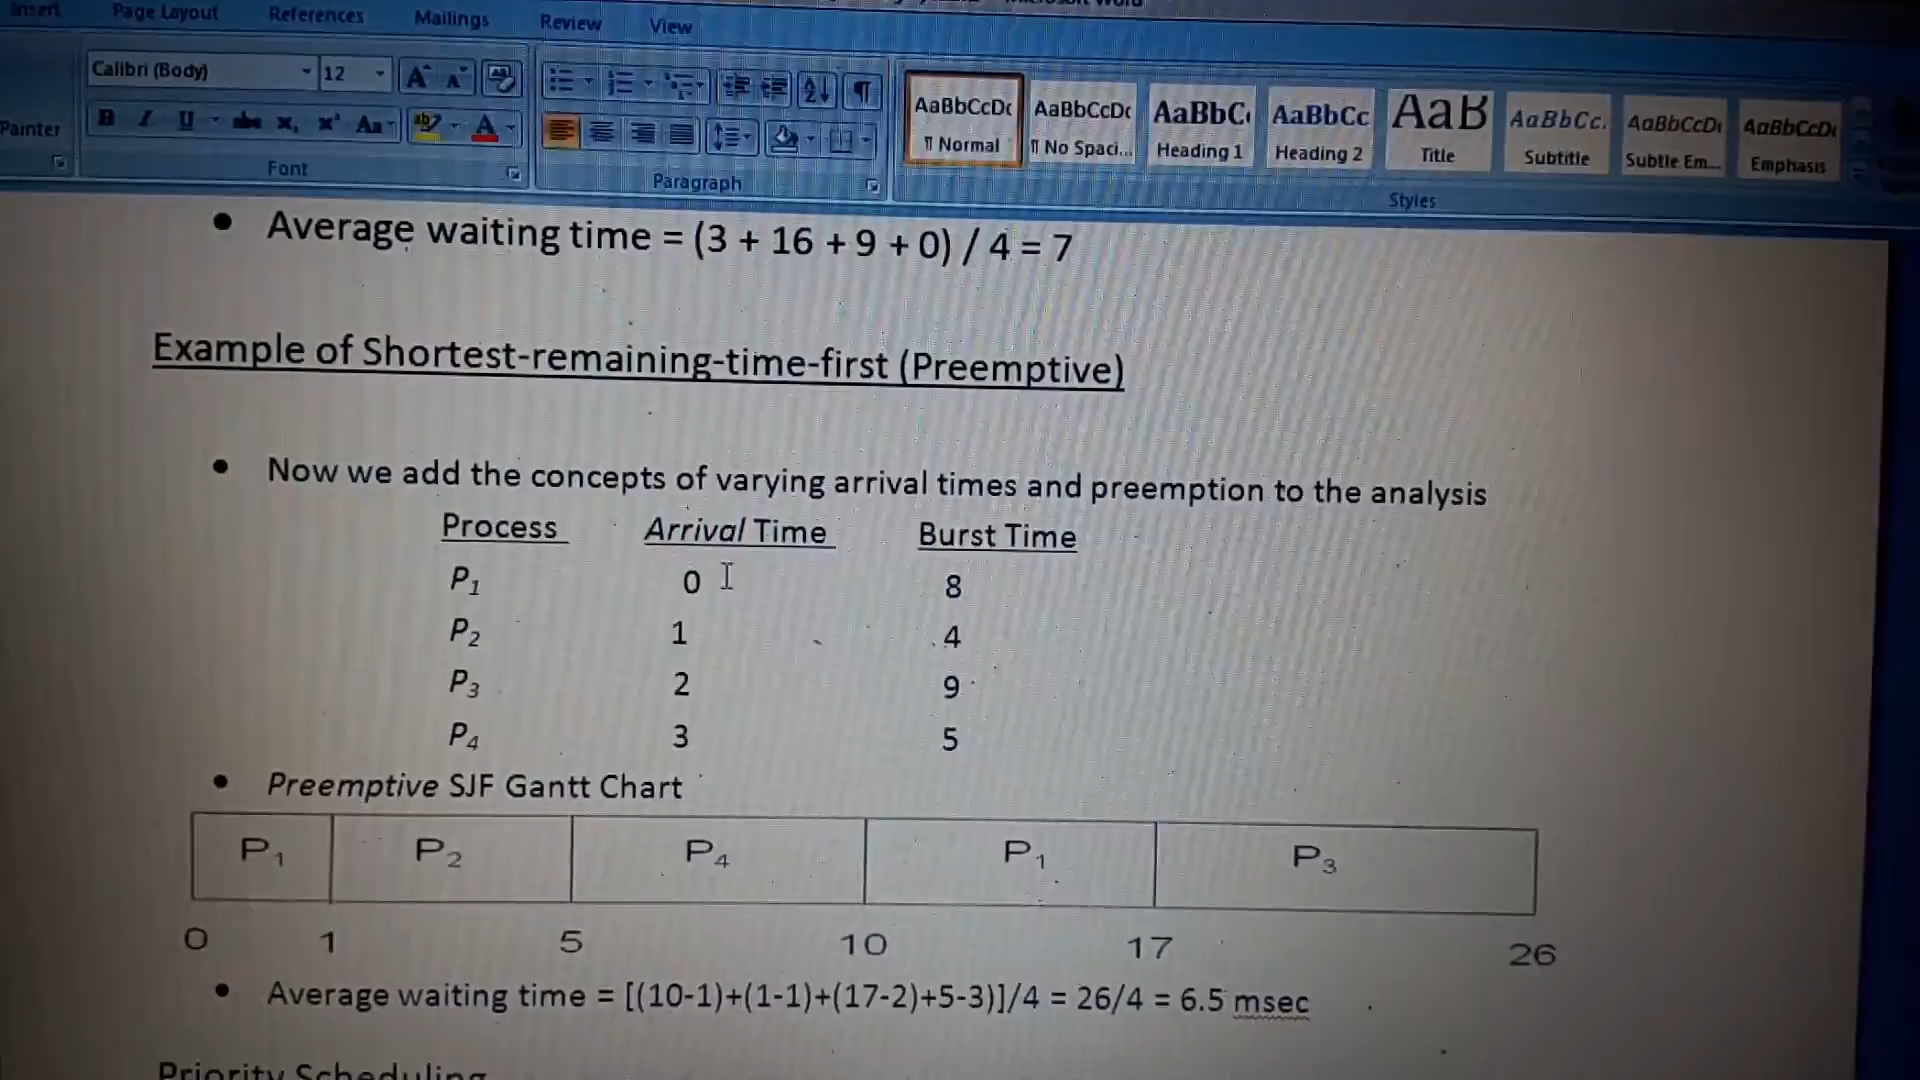 Insert Page Layout References Mailings Review View
Calibri (Body) 12
Painter
Font
Paragraph
AaBbCcDc AaBbCcDc AaBbC AaBbCc AaB AaBbCc. AaBbCcDi AaBbCcDi
¶ Normal ¶ No Spaci... Heading 1 Heading 2 Title Subtitle Subtle Em... Emphasis
Styles
• Average waiting time = (3 + 16 + 9 + 0) / 4 = 7
Example of Shortest-remaining-time-first (Preemptive)
• Now we add the concepts of varying arrival times and preemption to the analysis
Process Arrival Time Burst Time
P1 0 8
P2 1 4
P3 2 9
P4 3 5
• Preemptive SJF Gantt Chart
P1 P2 P4 P1 P3
0 1 5 10 17 26
• Average waiting time = [(10-1)+(1-1)+(17-2)+5-3)]/4 = 26/4 = 6.5 msec
Priority Scheduling